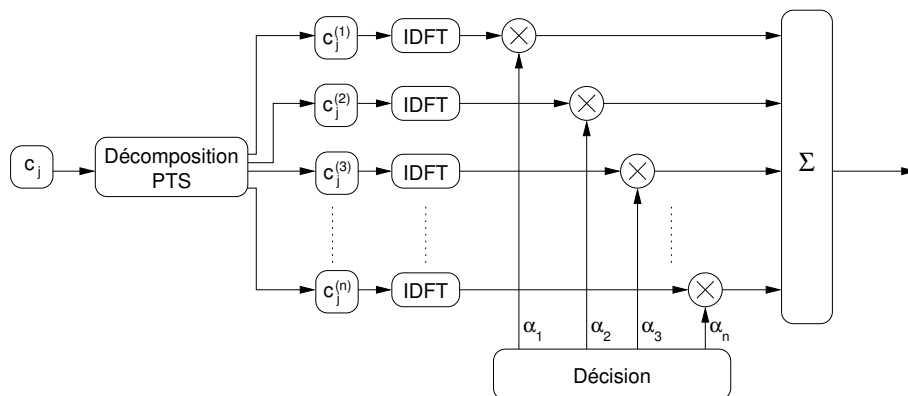 c_j^(1) IDFT
c_j^(2) IDFT
c_j
Décomposition
PTS
c_j^(3) IDFT
Σ
c_j^(n) IDFT
α_1 α_2 α_3 α_n
Décision